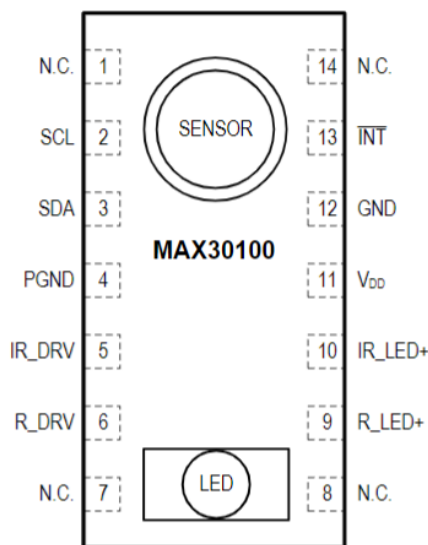 N.C. 1 14 N.C.
SENSOR
SCL 2 13 I̅N̅T̅
SDA 3 12 GND
MAX30100
PGND 4 11 VDD
IR_DRV 5 10 IR_LED+
R_DRV 6 9 R_LED+
LED
N.C. 7 8 N.C.